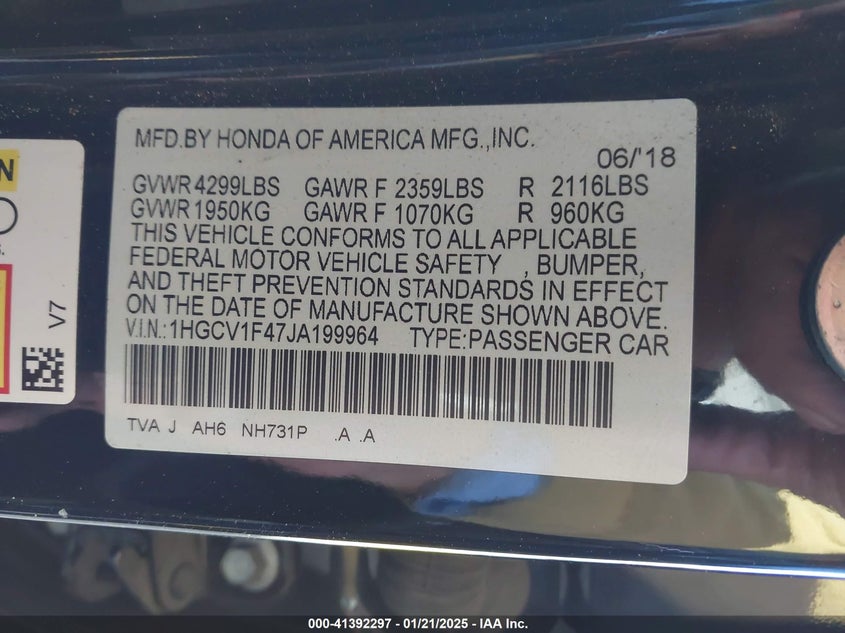 MFD.BY HONDA OF AMERICA MFG.,INC.
06/'18
GVWR 4299LBS GAWR F 2359LBS R 2116LBS
GVWR 1950KG GAWR F 1070KG R 960KG
THIS VEHICLE CONFORMS TO ALL APPLICABLE
FEDERAL MOTOR VEHICLE SAFETY , BUMPER,
AND THEFT PREVENTION STANDARDS IN EFFECT
ON THE DATE OF MANUFACTURE SHOWN ABOVE.
V.I.N.:1HGCV1F47JA199964 TYPE:PASSENGER CAR
TVA J AH6 NH731P .A .A
V7
000-41392297 / 01/21/2025 / IAA Inc.